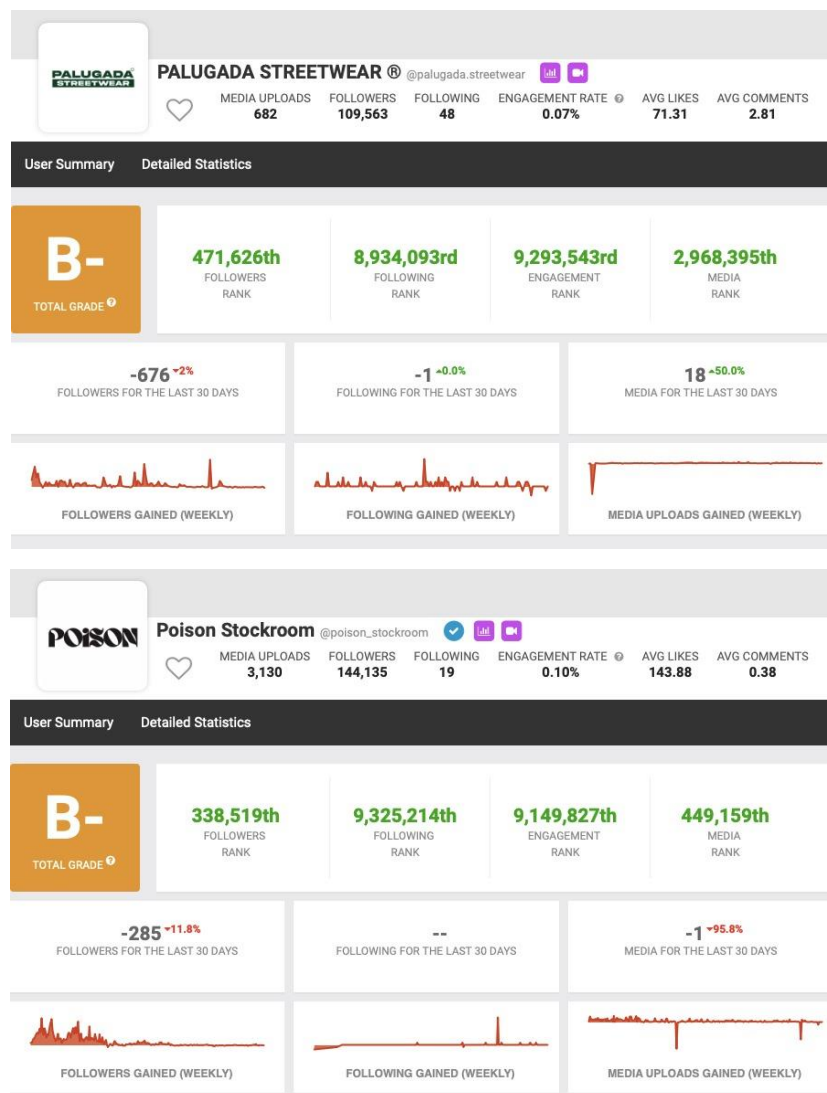 PALUGADA
STREETWEAR
PALUGADA STREETWEAR ® @palugada.streetwear
MEDIA UPLOADS FOLLOWERS FOLLOWING ENGAGEMENT RATE AVG LIKES AVG COMMENTS
682 109,563 48 0.07% 71.31 2.81
User Summary Detailed Statistics
B-
TOTAL GRADE ?
471,626th 8,934,093rd 9,293,543rd 2,968,395th
FOLLOWERS FOLLOWING ENGAGEMENT MEDIA
RANK RANK RANK RANK
-676 -2% -1 0.0% 18 50.0%
FOLLOWERS FOR THE LAST 30 DAYS FOLLOWING FOR THE LAST 30 DAYS MEDIA FOR THE LAST 30 DAYS
FOLLOWERS GAINED (WEEKLY) FOLLOWING GAINED (WEEKLY) MEDIA UPLOADS GAINED (WEEKLY)
POiSON
Poison Stockroom @poison_stockroom
MEDIA UPLOADS FOLLOWERS FOLLOWING ENGAGEMENT RATE AVG LIKES AVG COMMENTS
3,130 144,135 19 0.10% 143.88 0.38
User Summary Detailed Statistics
B-
TOTAL GRADE ?
338,519th 9,325,214th 9,149,827th 449,159th
FOLLOWERS FOLLOWING ENGAGEMENT MEDIA
RANK RANK RANK RANK
-285 11.8% -- -1 95.8%
FOLLOWERS FOR THE LAST 30 DAYS FOLLOWING FOR THE LAST 30 DAYS MEDIA FOR THE LAST 30 DAYS
FOLLOWERS GAINED (WEEKLY) FOLLOWING GAINED (WEEKLY) MEDIA UPLOADS GAINED (WEEKLY)